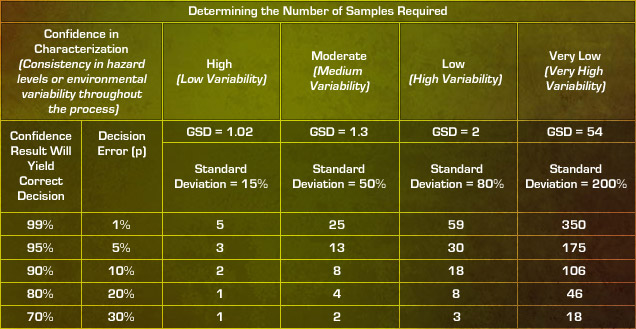 Determining the Number of Samples Required
Confidence in
Characterization
(Consistency in hazard
levels or environmental
variability throughout
the process)
High
(Low Variability)
Moderate
(Medium
Variability)
Low
(High Variability)
Very Low
(Very High
Variability)
Confidence
Result Will
Yield
Correct
Decision
Decision
Error (p)
GSD = 1.02
GSD = 1.3
GSD = 2
GSD = 54
Standard
Deviation = 15%
Standard
Deviation = 50%
Standard
Deviation = 80%
Standard
Deviation = 200%
99% 1% 5 25 59 350
95% 5% 3 13 30 175
90% 10% 2 8 18 106
80% 20% 1 4 8 46
70% 30% 1 2 3 18